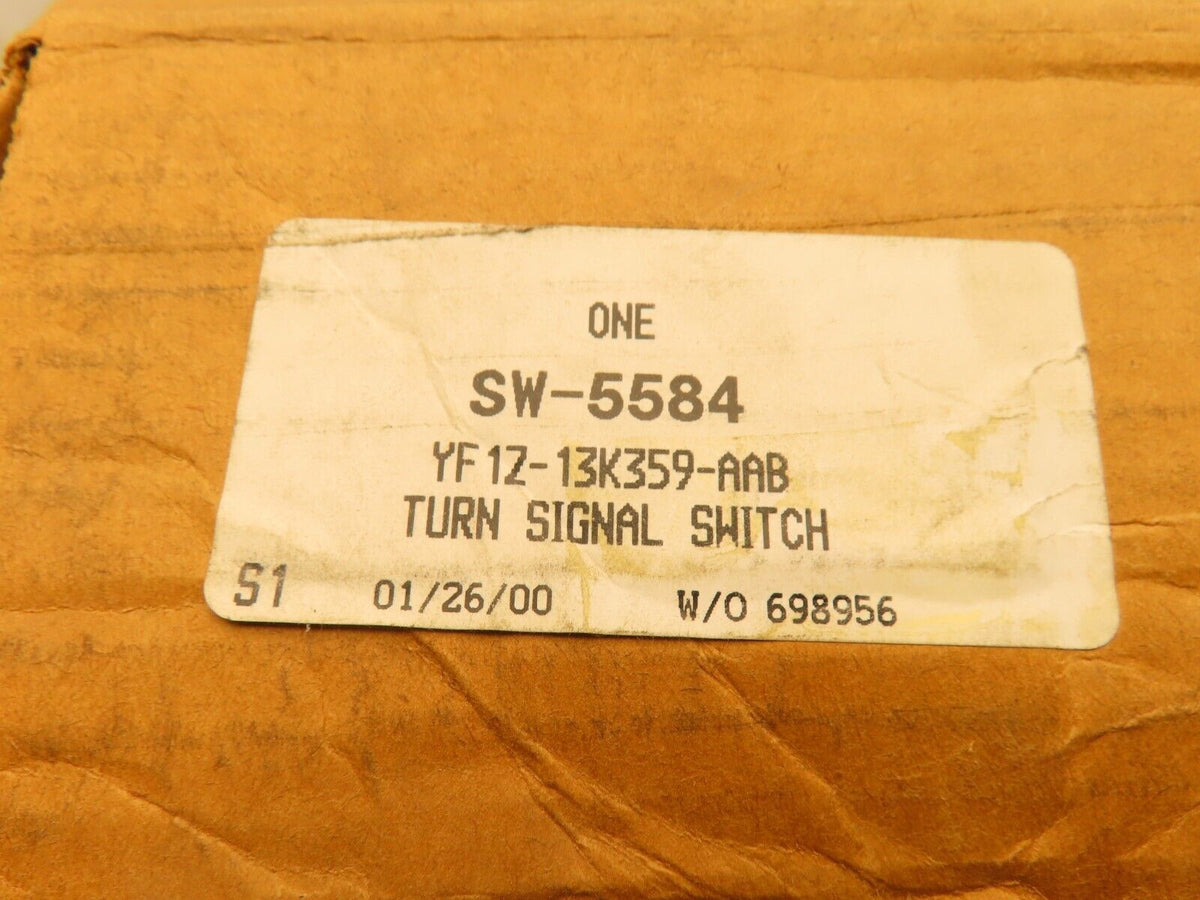 ONE
SW-5584
YF1Z-13K359-AAB
TURN SIGNAL SWITCH
S1 01/26/00 W/O 698956